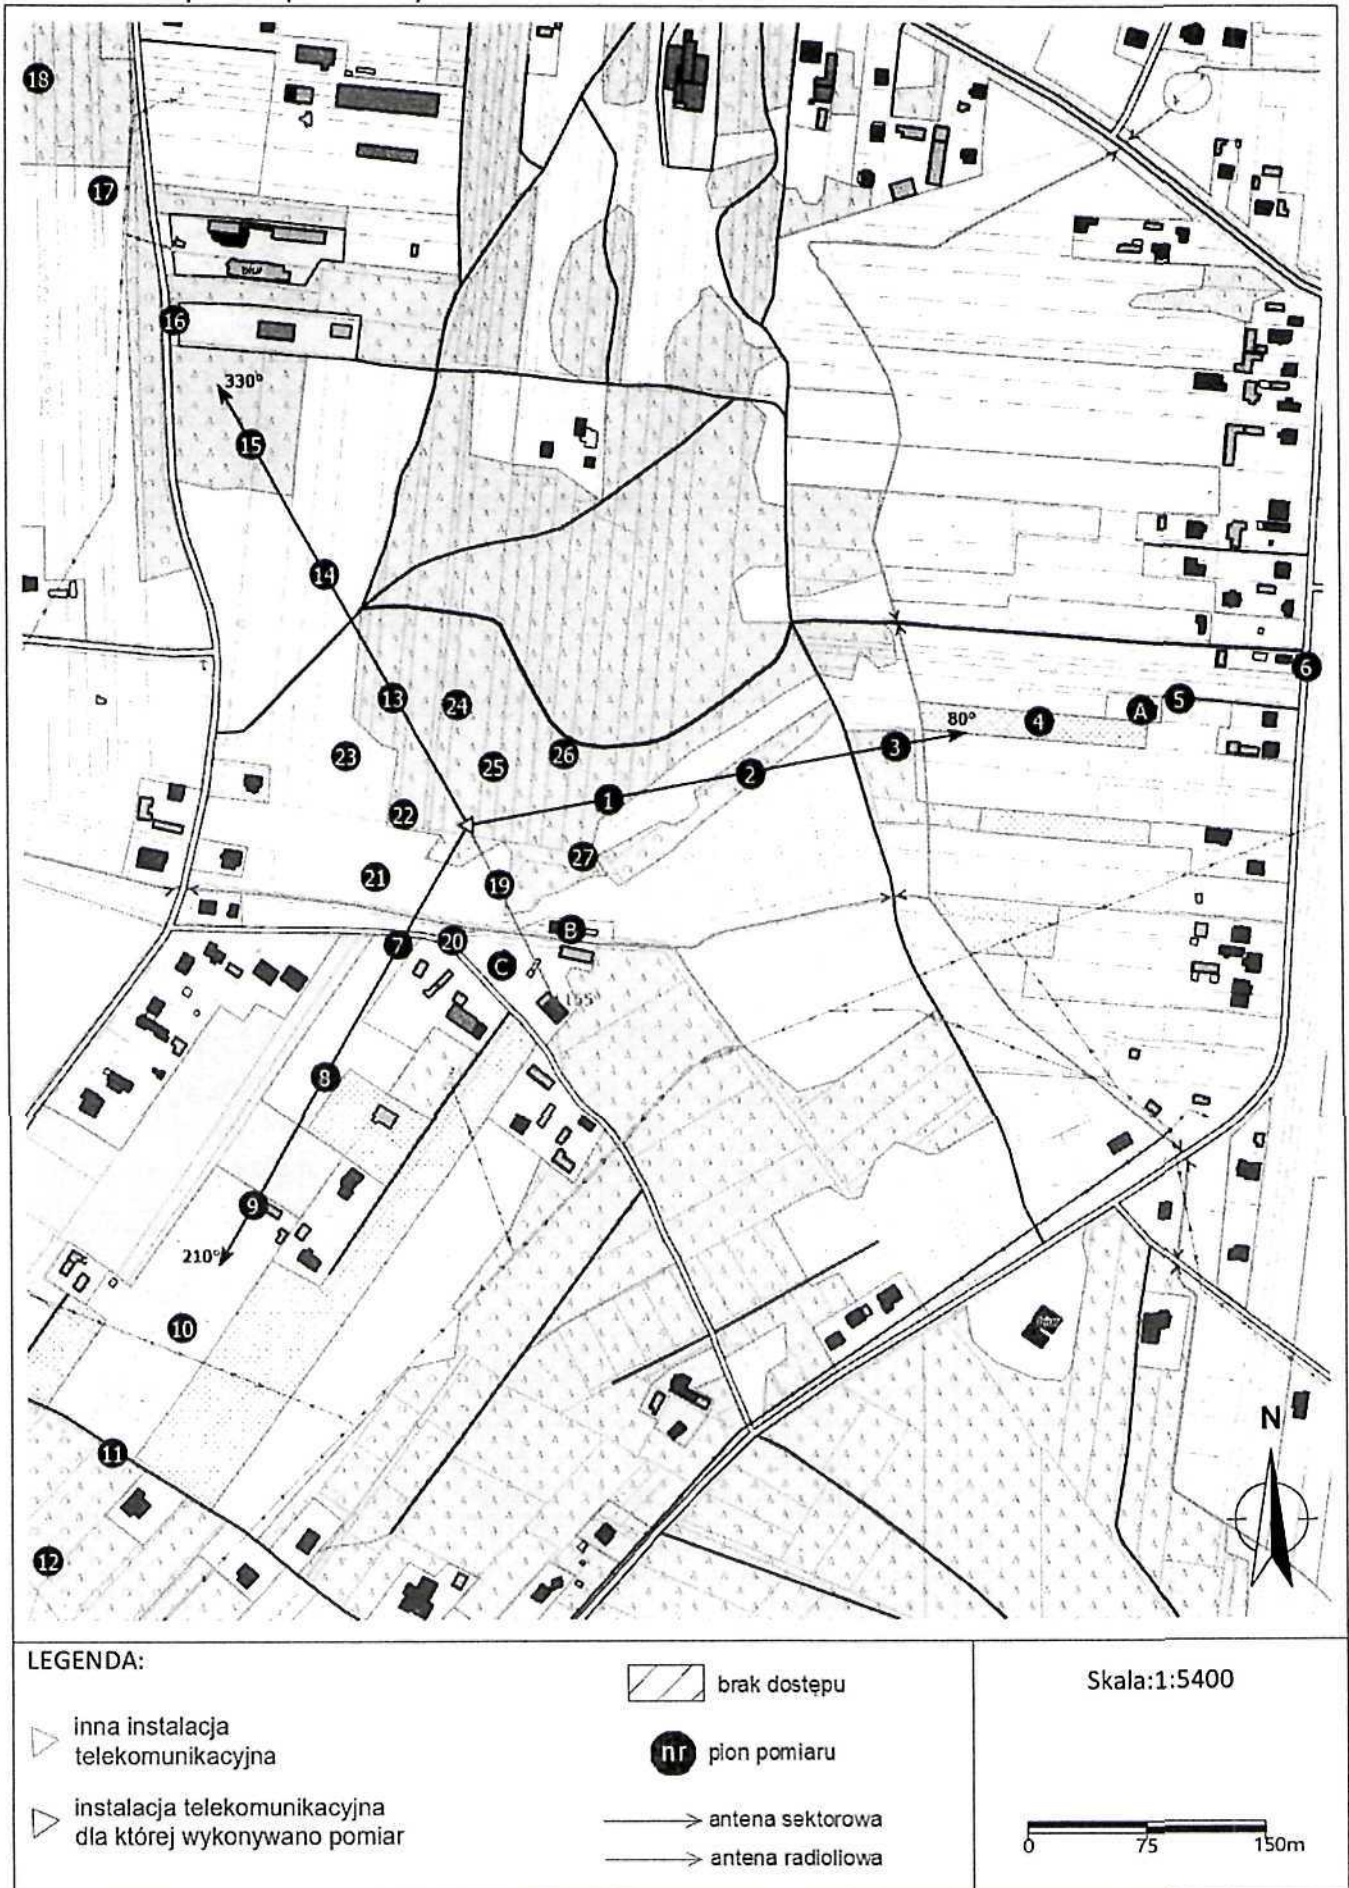 18
17
16
330°
15
14
13
24
23
25
26
22
1
2
3
80°
4
A
5
6
27
21
19
7
20
B
C
155°
8
9
210°
10
11
12
N
LEGENDA:
inna instalacja
telekomunikacyjna
instalacja telekomunikacyjna
dla której wykonywano pomiar
brak dostępu
nr pion pomiaru
antena sektorowa
antena radioliowa
Skala:1:5400
0 75 150m